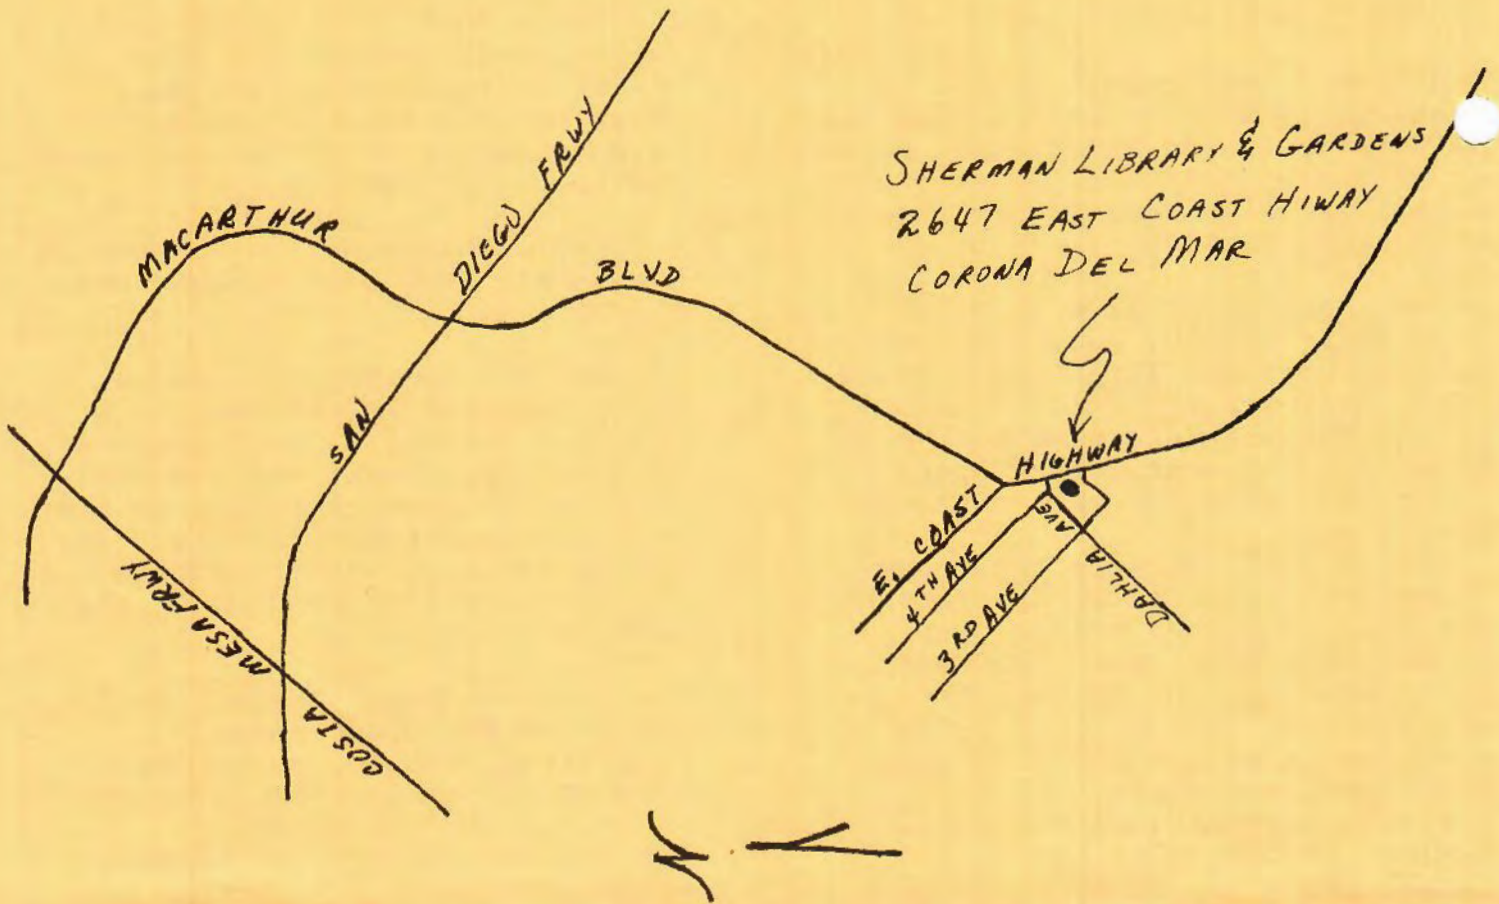 SHERMAN LIBRARY & GARDENS
2647 EAST COAST HIWAY
CORONA DEL MAR
MACARTHUR BLVD
SAN DIEGO FRWY
COSTA MESA FRWY
E. COAST HIGHWAY
4TH AVE
3RD AVE
DAHLIA AVE
N